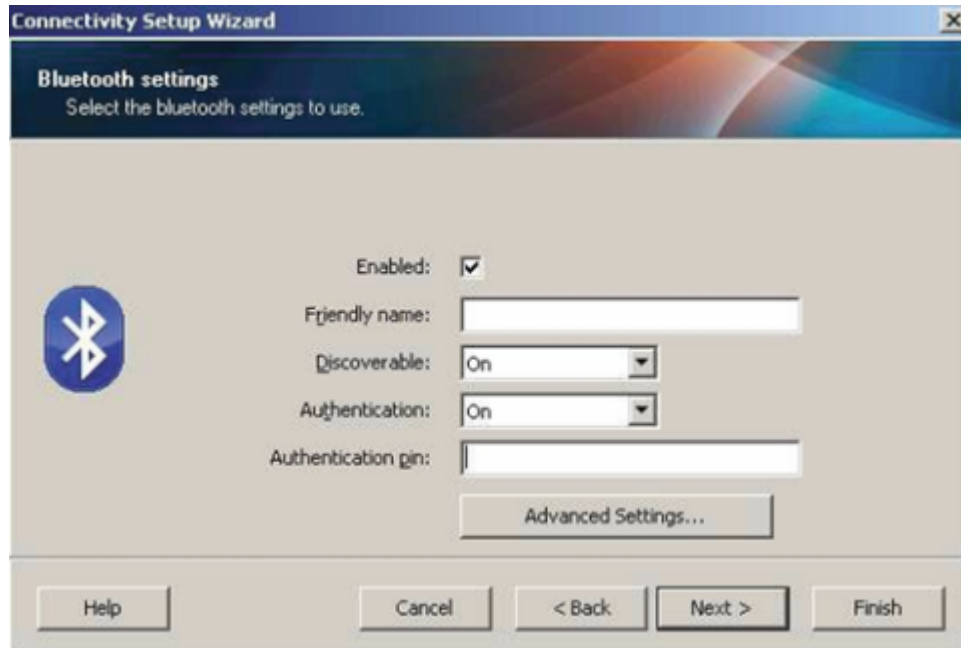 Connectivity Setup Wizard
Bluetooth settings
Select the bluetooth settings to use.
Enabled:
Friendly name:
Discoverable: On
Authentication: On
Authentication pin:
Advanced Settings...
Help Cancel < Back Next > Finish